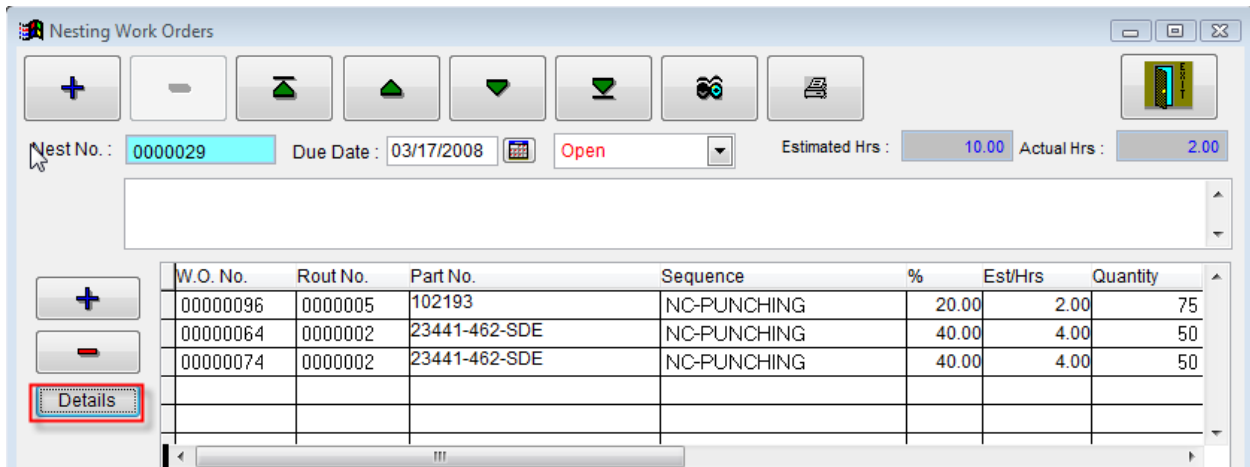 Nesting Work Orders
EXIT
Nest No. : 0000029 Due Date : 03/17/2008 Open Estimated Hrs : 10.00 Actual Hrs : 2.00
W.O. No. Rout No. Part No. Sequence % Est/Hrs Quantity
00000096 0000005 102193 NC-PUNCHING 20.00 2.00 75
00000064 0000002 23441-462-SDE NC-PUNCHING 40.00 4.00 50
00000074 0000002 23441-462-SDE NC-PUNCHING 40.00 4.00 50
Details